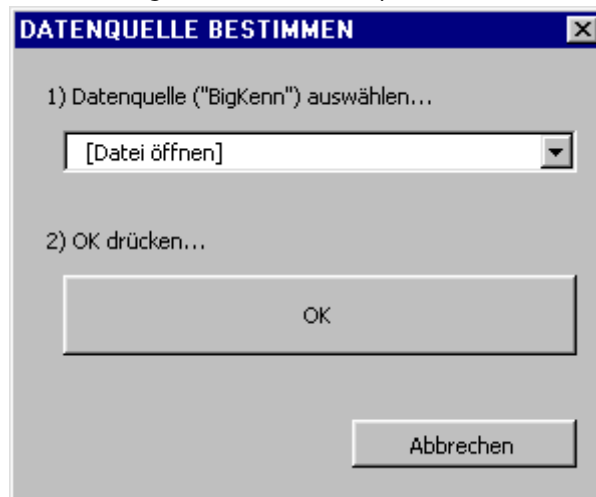 DATENQUELLE BESTIMMEN
1) Datenquelle ("BigKenn") auswählen...
[Datei öffnen]
2) OK drücken...
OK
Abbrechen